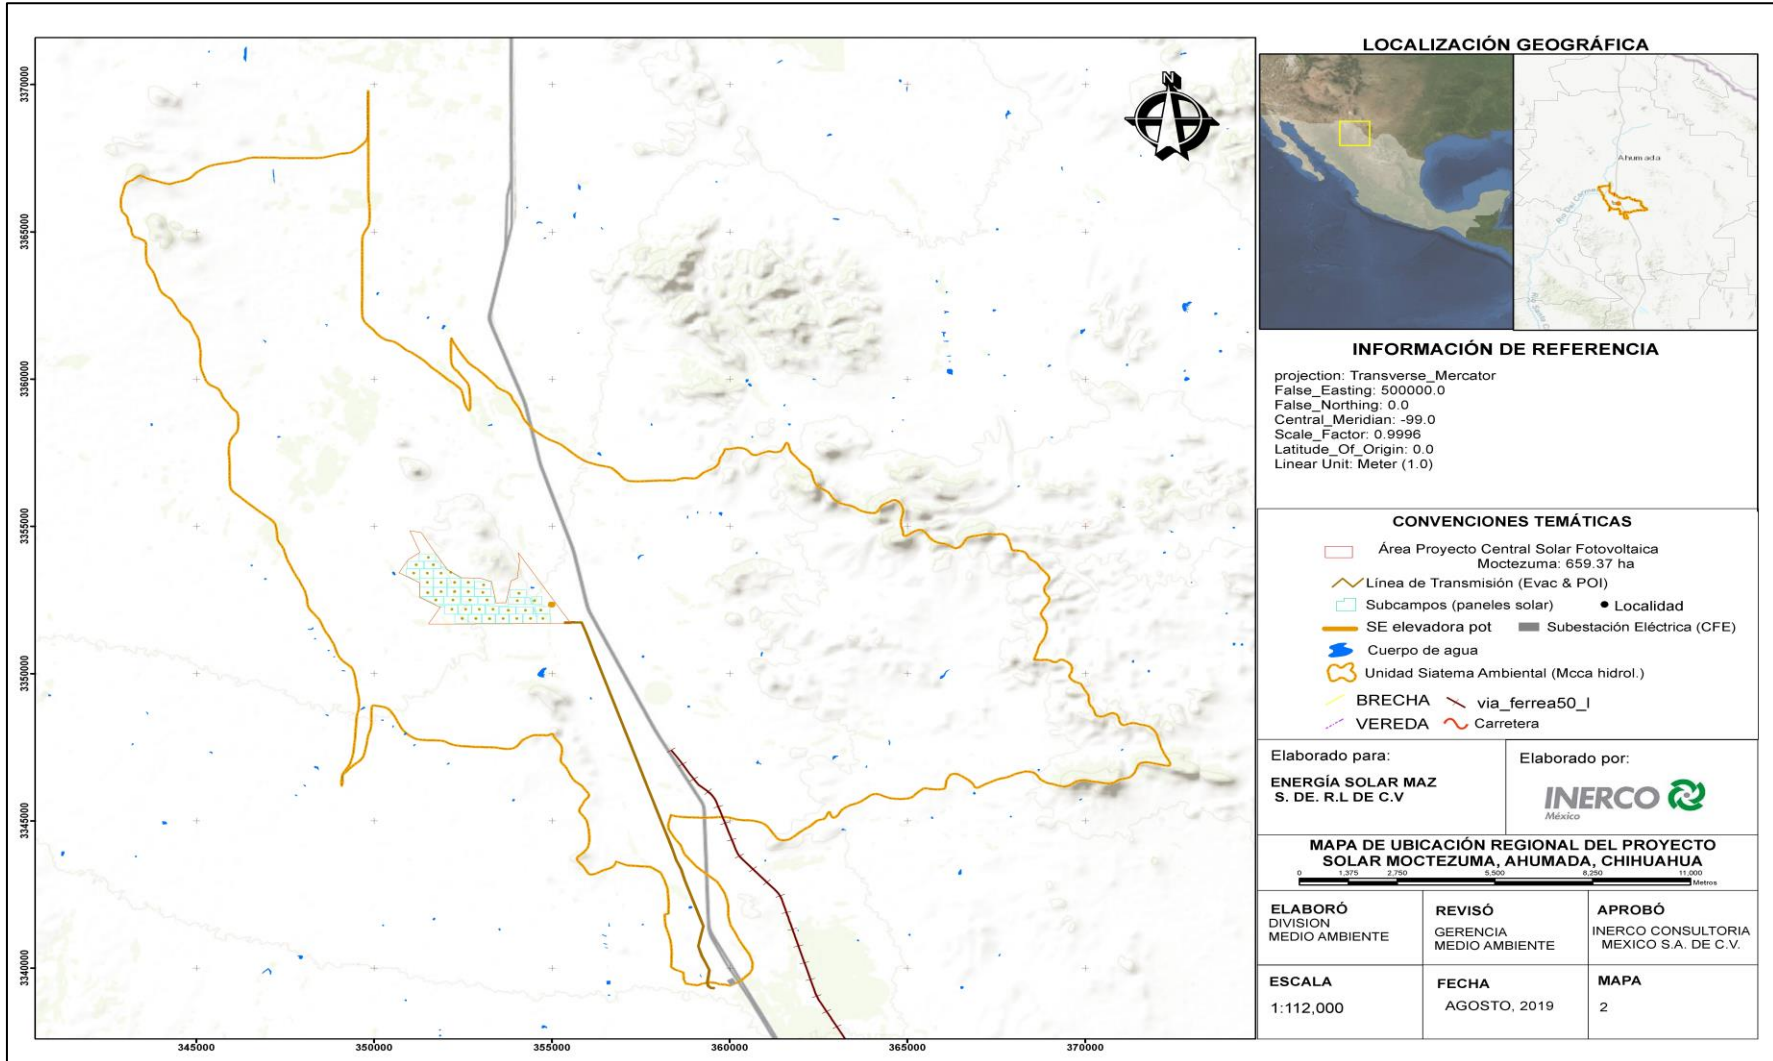 LOCALIZACIÓN GEOGRÁFICA
N
Ahumada
Rio Del Carmen
INFORMACIÓN DE REFERENCIA
projection: Transverse_Mercator
False_Easting: 500000.0
False_Northing: 0.0
Central_Meridian: -99.0
Scale_Factor: 0.9996
Latitude_Of_Origin: 0.0
Linear Unit: Meter (1.0)
CONVENCIONES TEMÁTICAS
Área Proyecto Central Solar Fotovoltaica
Moctezuma: 659.37 ha
Línea de Transmisión (Evac & POI)
Subcampos (paneles solar)
Localidad
SE elevadora pot
Subestación Eléctrica (CFE)
Cuerpo de agua
Unidad Siatema Ambiental (Mcca hidrol.)
BRECHA
via_ferrea50_l
VEREDA
Carretera
Elaborado para:
ENERGÍA SOLAR MAZ
S. DE. R.L DE C.V
Elaborado por:
INERCO
México
MAPA DE UBICACIÓN REGIONAL DEL PROYECTO
SOLAR MOCTEZUMA, AHUMADA, CHIHUAHUA
0 1,375 2,750 5,500 8,250 11,000
Metros
ELABORÓ
DIVISION
MEDIO AMBIENTE
REVISÓ
GERENCIA
MEDIO AMBIENTE
APROBÓ
INERCO CONSULTORIA
MEXICO S.A. DE C.V.
ESCALA
1:112,000
FECHA
AGOSTO, 2019
MAPA
2
3370000
3365000
3360000
3355000
3350000
3345000
3340000
345000 350000 355000 360000 365000 370000